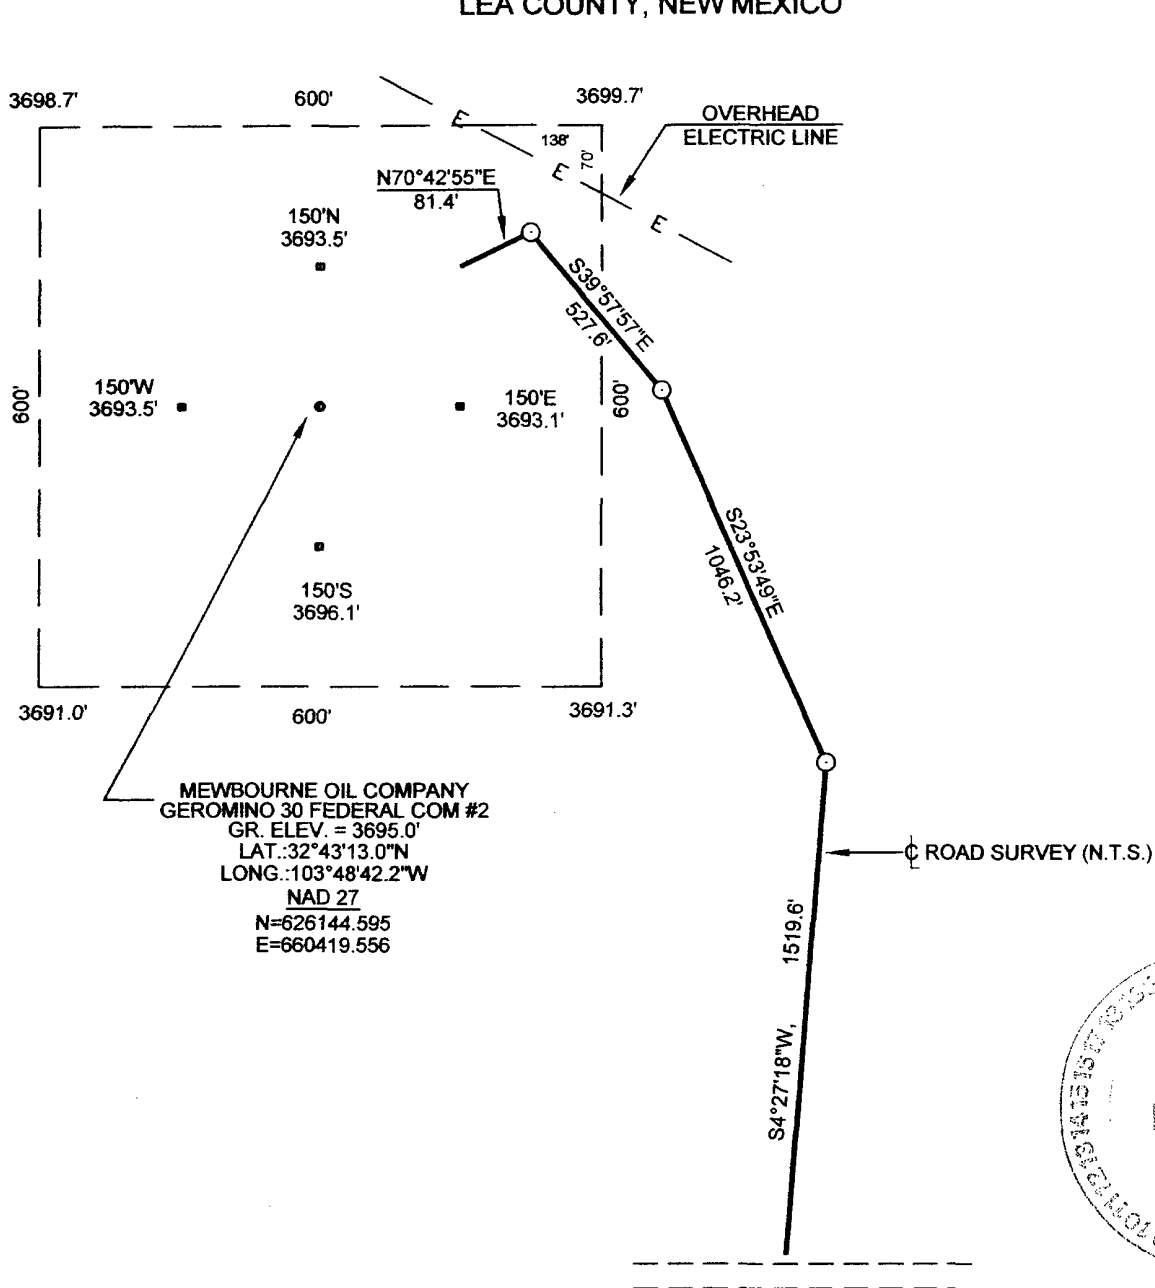 LEA COUNTY, NEW MEXICO
3698.7'
600'
3699.7'
E
138'
70'
OVERHEAD
ELECTRIC LINE
E
E
N70°42'55"E
81.4'
150'N
3693.5'
S39°57'57"E
527.6'
600'
150'W
3693.5'
150'E
3693.1'
600'
S23°53'49"E
1046.2'
150'S
3696.1'
3691.0'
600'
3691.3'
MEWBOURNE OIL COMPANY
GEROMINO 30 FEDERAL COM #2
GR. ELEV. = 3695.0'
LAT.:32°43'13.0"N
LONG.:103°48'42.2"W
NAD 27
N=626144.595
E=660419.556
℄ ROAD SURVEY (N.T.S.)
1519.6'
S4°27'18"W,